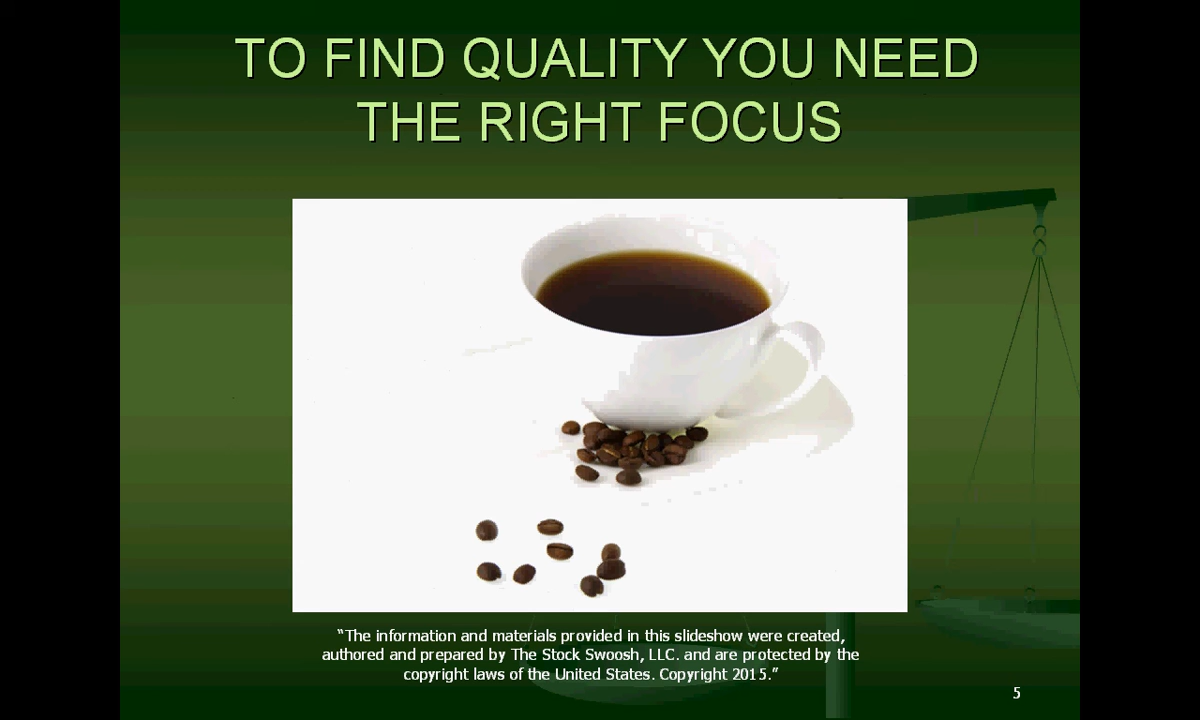 TO FIND QUALITY YOU NEED
THE RIGHT FOCUS
“The information and materials provided in this slideshow were created,
authored and prepared by The Stock Swoosh, LLC. and are protected by the
copyright laws of the United States. Copyright 2015.”
5